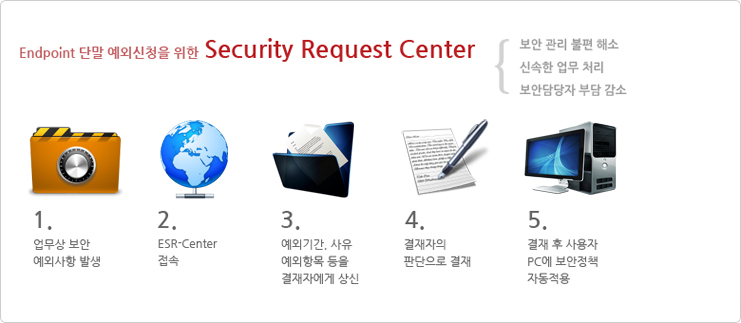 Endpoint 단말 예외신청을 위한 Security Request Center
보안 관리 불편 해소
신속한 업무 처리
보안담당자 부담 감소
1.
업무상 보안
예외사항 발생
2.
ESR-Center
접속
3.
예외기간, 사유
예외항목 등을
결재자에게 상신
4.
결재자의
판단으로 결재
5.
결재 후 사용자
PC에 보안정책
자동적용